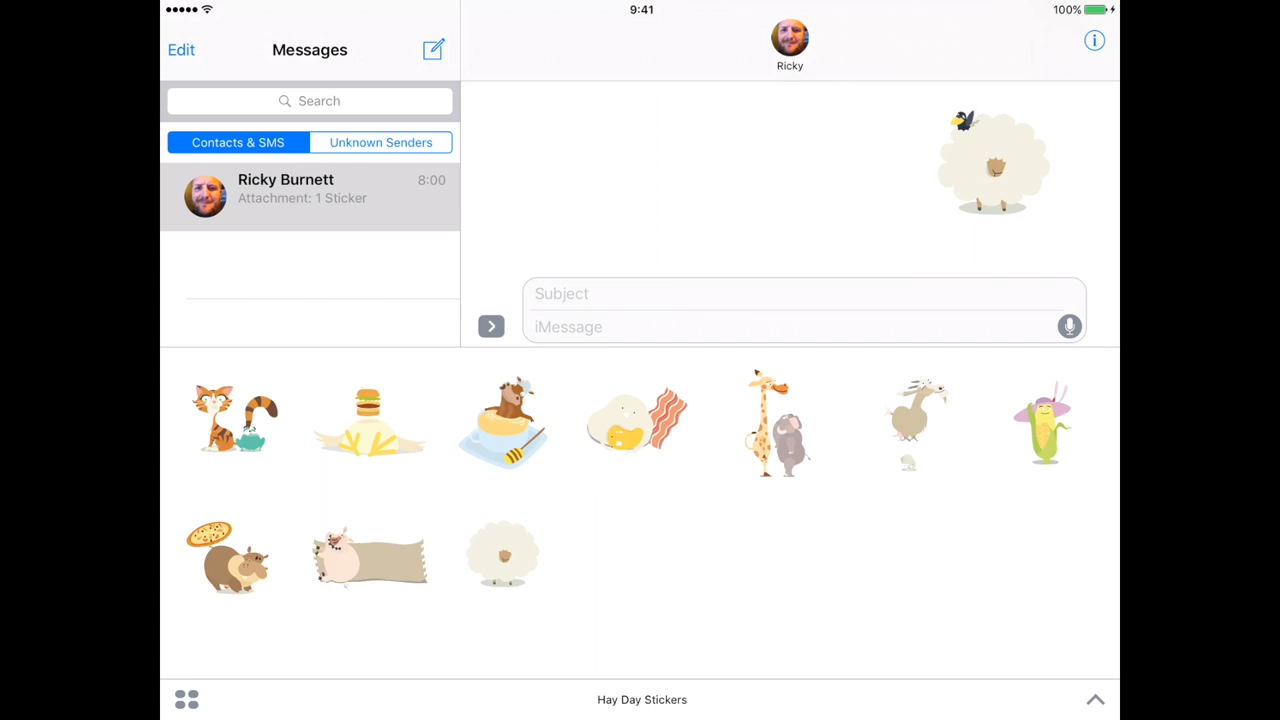 9:41
100%
Edit
Messages
Ricky
Search
Contacts & SMS
Unknown Senders
Ricky Burnett
8:00
Attachment: 1 Sticker
Subject
iMessage
Hay Day Stickers